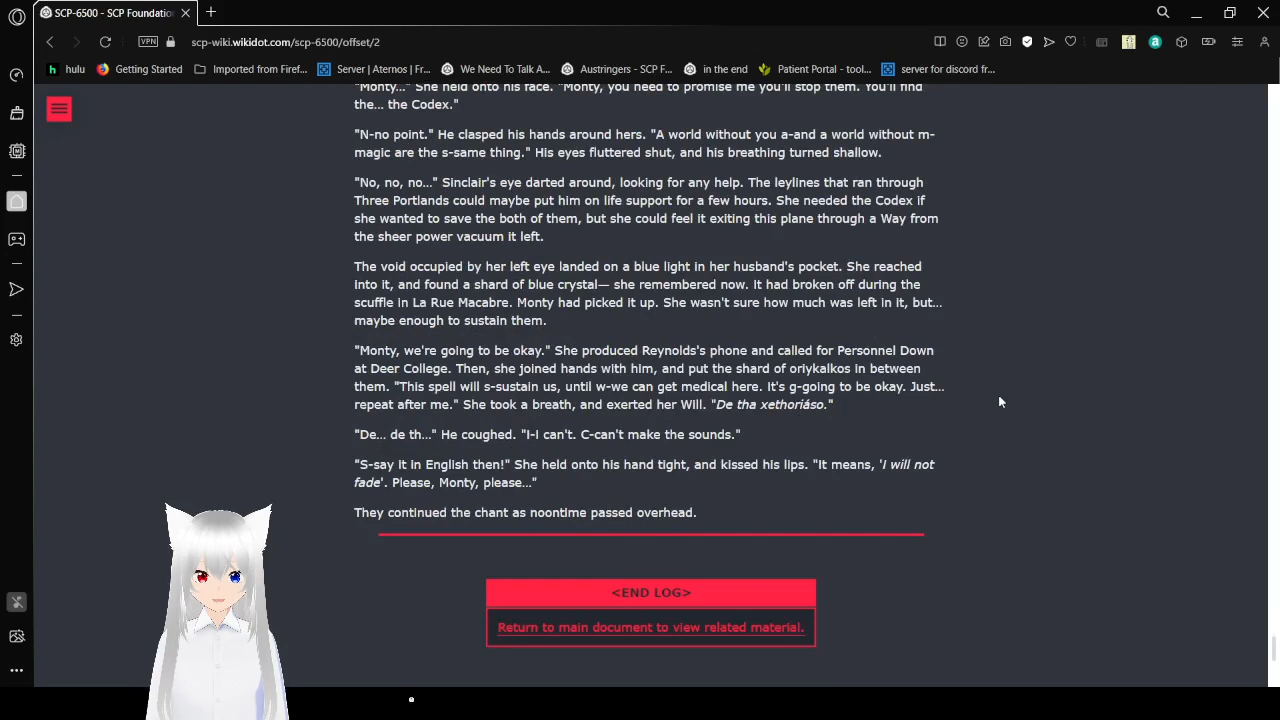 SCP-6500 - SCP Foundatio
scp-wiki.wikidot.com/scp-6500/offset/2
VPN
hulu
Getting Started
Imported from Firef...
Server | Aternos | Fr...
We Need To Talk A...
Austringers - SCP F...
in the end
Patient Portal - tool...
server for discord fr...
"Monty..." She held onto his face. "Monty, you need to promise me you'll stop them. You'll find
the... the Codex."
"N-no point." He clasped his hands around hers. "A world without you a-and a world without m-
magic are the s-same thing." His eyes fluttered shut, and his breathing turned shallow.
"No, no, no..." Sinclair's eye darted around, looking for any help. The leylines that ran through
Three Portlands could maybe put him on life support for a few hours. She needed the Codex if
she wanted to save the both of them, but she could feel it exiting this plane through a Way from
the sheer power vacuum it left.
The void occupied by her left eye landed on a blue light in her husband's pocket. She reached
into it, and found a shard of blue crystal— she remembered now. It had broken off during the
scuffle in La Rue Macabre. Monty had picked it up. She wasn't sure how much was left in it, but...
maybe enough to sustain them.
"Monty, we're going to be okay." She produced Reynolds's phone and called for Personnel Down
at Deer College. Then, she joined hands with him, and put the shard of oriykalkos in between
them. "This spell will s-sustain us, until w-we can get medical here. It's g-going to be okay. Just...
repeat after me." She took a breath, and exerted her Will. "De tha xethoriáso."
"De... de th..." He coughed. "I-I can't. C-can't make the sounds."
"S-say it in English then!" She held onto his hand tight, and kissed his lips. "It means, 'I will not
fade'. Please, Monty, please..."
They continued the chant as noontime passed overhead.
<END LOG>
Return to main document to view related material.